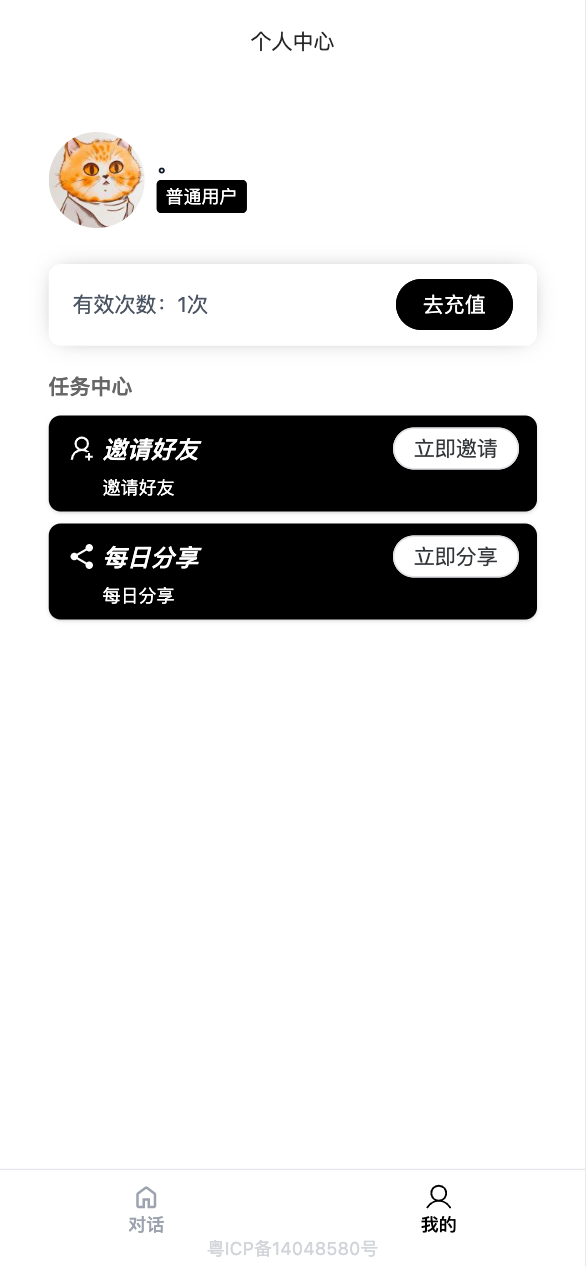 个人中心
。
普通用户
有效次数：1次
去充值
任务中心
邀请好友
立即邀请
邀请好友
每日分享
立即分享
每日分享
对话
我的
粤ICP备14048580号